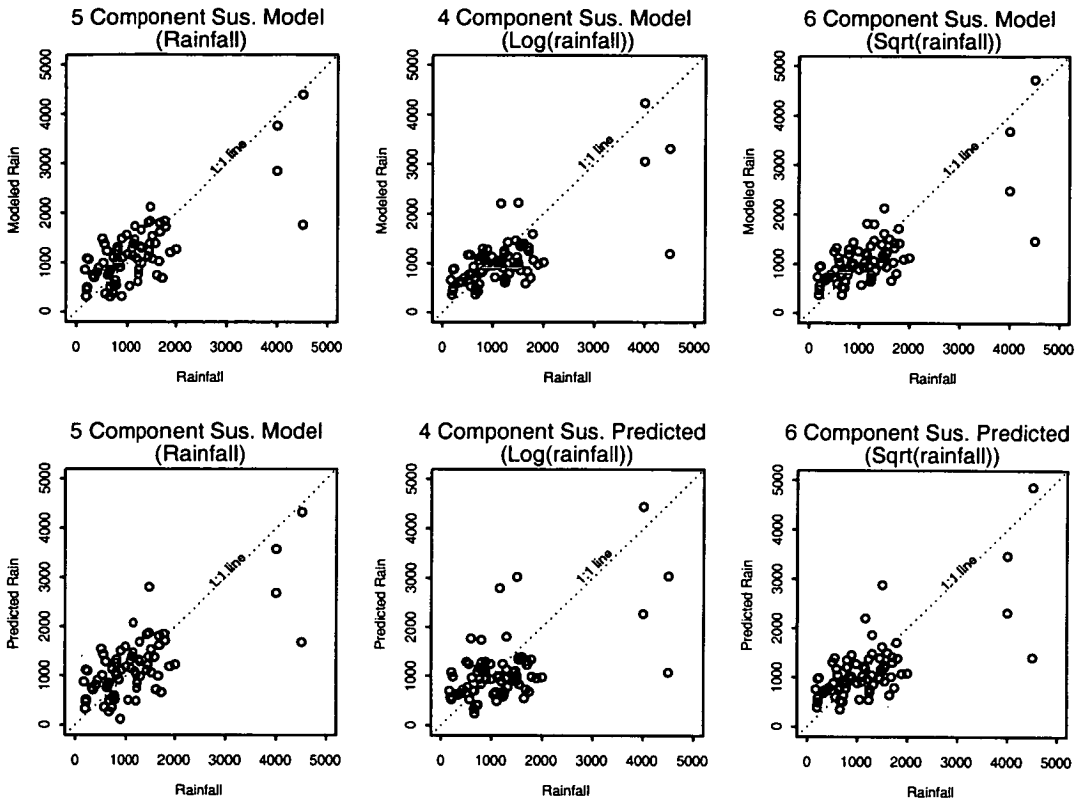 5 Component Sus. Model
(Rainfall)
Modeled Rain
5000
4000
3000
2000
1000
0
1:1 line
0 1000 2000 3000 4000 5000
Rainfall
4 Component Sus. Model
(Log(rainfall))
Modeled Rain
5000
4000
3000
2000
1000
0
1:1 line
0 1000 2000 3000 4000 5000
Rainfall
6 Component Sus. Model
(Sqrt(rainfall))
Modeled Rain
5000
4000
3000
2000
1000
0
1:1 line
0 1000 2000 3000 4000 5000
Rainfall
5 Component Sus. Model
(Rainfall)
Predicted Rain
5000
4000
3000
2000
1000
0
1:1 line
0 1000 2000 3000 4000 5000
Rainfall
4 Component Sus. Predicted
(Log(rainfall))
Predicted Rain
5000
4000
3000
2000
1000
0
1:1 line
0 1000 2000 3000 4000 5000
Rainfall
6 Component Sus. Predicted
(Sqrt(rainfall))
Predicted Rain
5000
4000
3000
2000
1000
0
1:1 line
0 1000 2000 3000 4000 5000
Rainfall